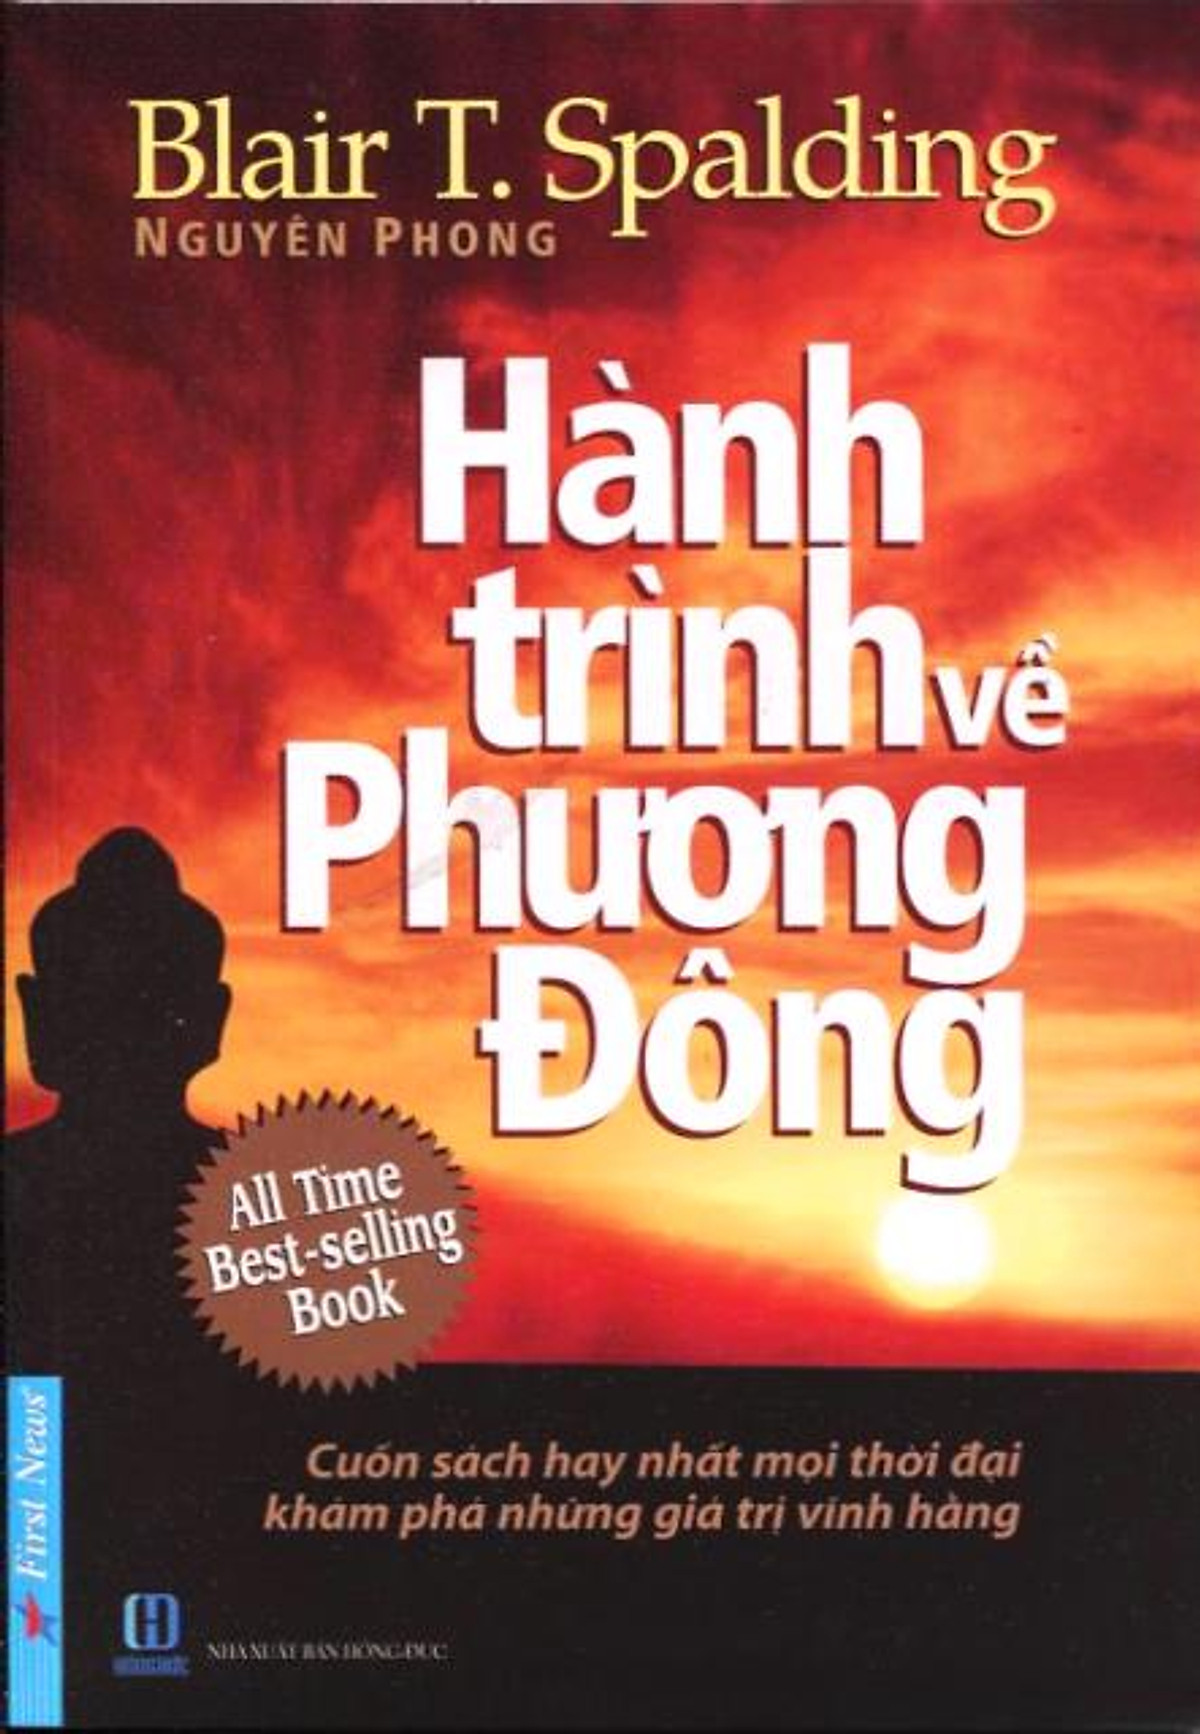 Blair T. Spalding
NGUYÊN PHONG
Hành
trình về
Phương
Đông
All Time
Best-selling
Book
Cuốn sách hay nhất mọi thời đại
khám phá những giá trị vĩnh hằng
First News
NHÀ XUẤT BẢN HỒNG ĐỨC